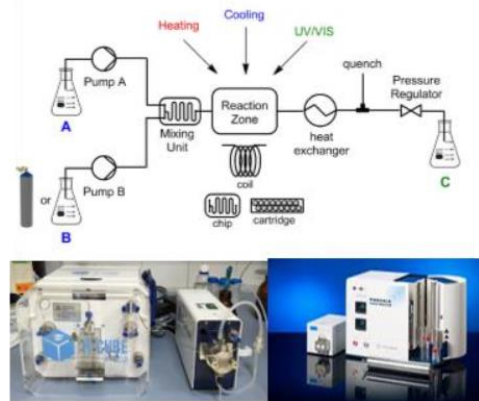 Heating
Cooling
UV/VIS
Pump A
A
Mixing
Unit
Reaction
Zone
heat
exchanger
quench
Pressure
Regulator
C
or
Pump B
B
coil
chip
cartridge
CUBE